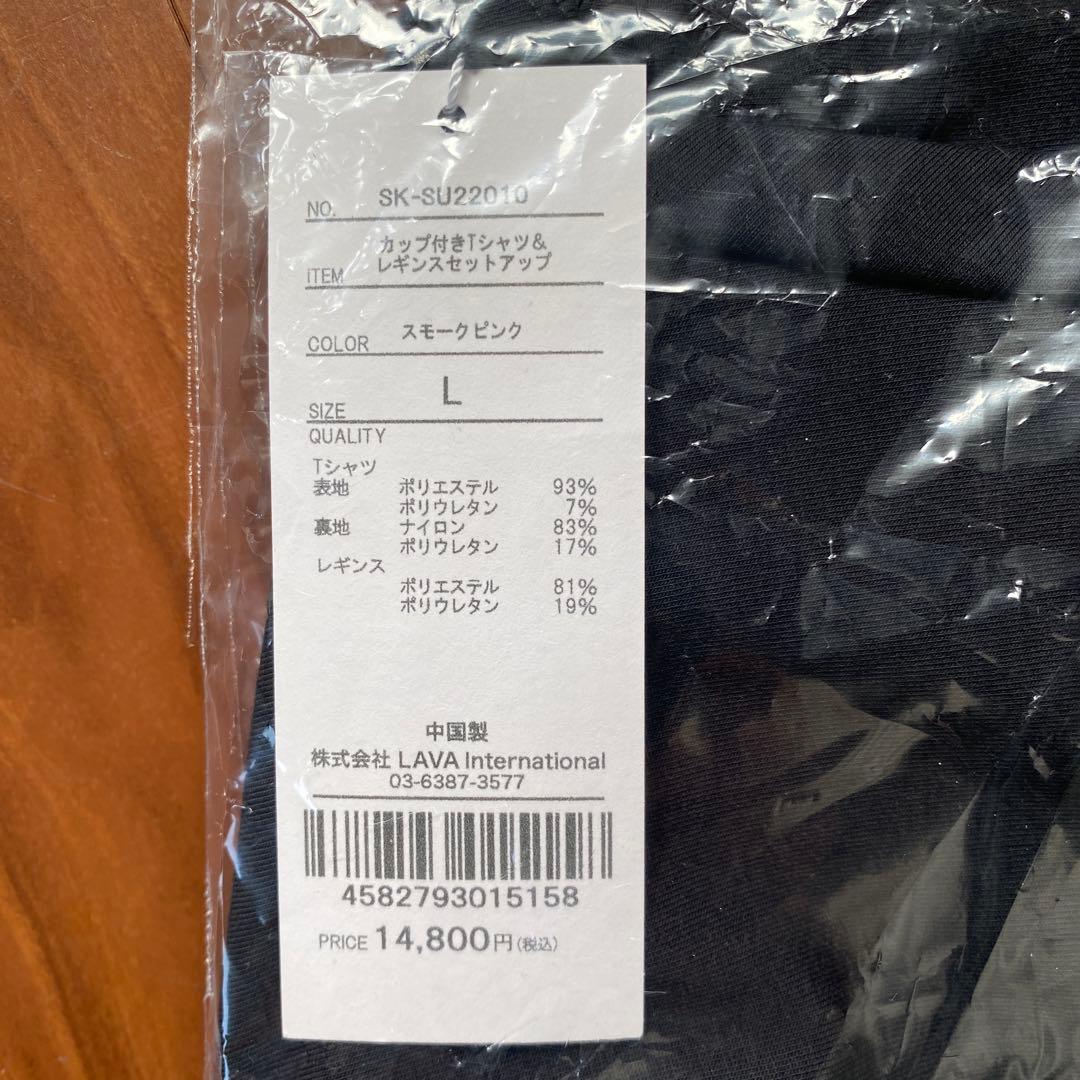 NO. SK-SU22010
カップ付きTシャツ&
ITEM レギンスセットアップ
COLOR スモークピンク
SIZE L
QUALITY
Tシャツ
表地 ポリエステル 93%
ポリウレタン 7%
裏地 ナイロン 83%
ポリウレタン 17%
レギンス
ポリエステル 81%
ポリウレタン 19%
中国製
株式会社 LAVA International
03-6387-3577
4582793015158
PRICE 14,800円(税込)